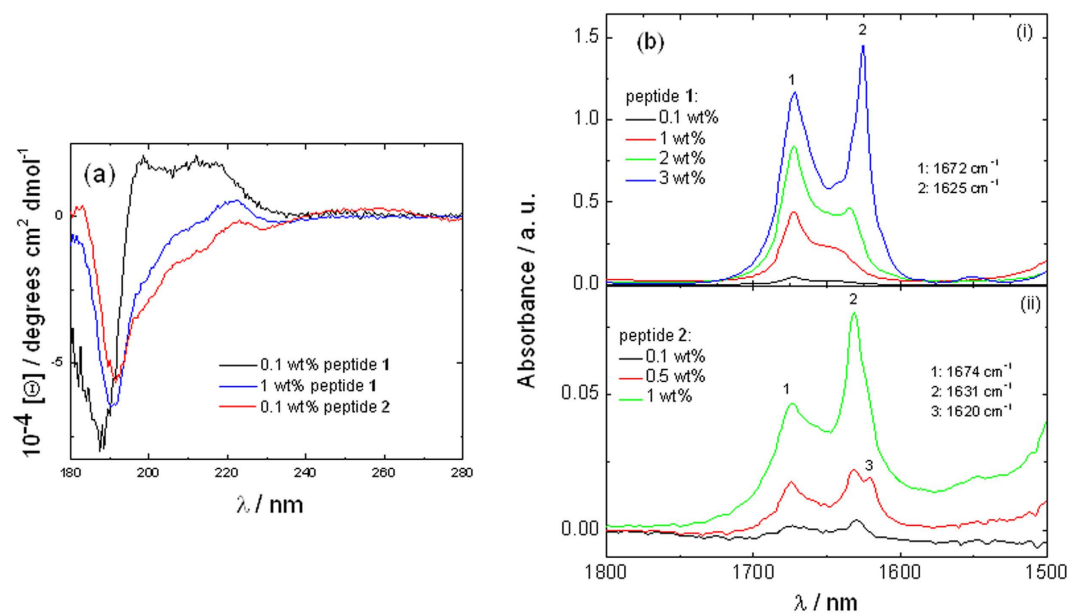 (a)
10⁻⁴ [Θ] / degrees cm² dmol⁻¹
0
-5
0.1 wt% peptide 1
1 wt% peptide 1
0.1 wt% peptide 2
180 200 220 240 260 280
λ / nm
(b)
(i)
Absorbance / a. u.
1.5
1.0
0.5
0.0
peptide 1:
0.1 wt%
1 wt%
2 wt%
3 wt%
1
2
1: 1672 cm⁻¹
2: 1625 cm⁻¹
(ii)
0.05
0.00
peptide 2:
0.1 wt%
0.5 wt%
1 wt%
1
2
3
1: 1674 cm⁻¹
2: 1631 cm⁻¹
3: 1620 cm⁻¹
1800 1700 1600 1500
λ / nm